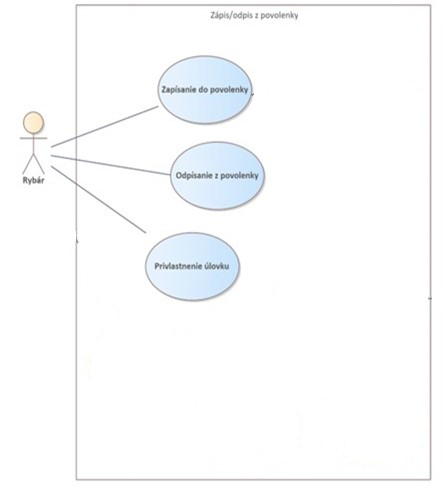 Zápis/odpis z povolenky
Zapísanie do povolenky
Rybár
Odpísanie z povolenky
Privlastnenie úlovku